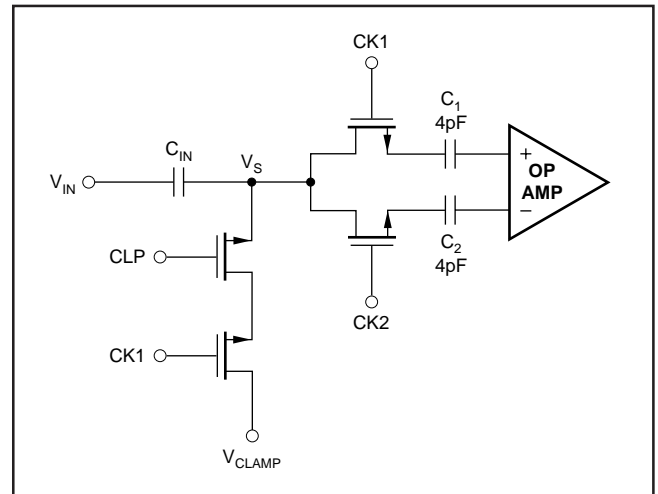 CK1
C1
4pF
CIN
VS
VIN
+
OP
AMP
−
CLP
C2
4pF
CK2
CK1
VCLAMP